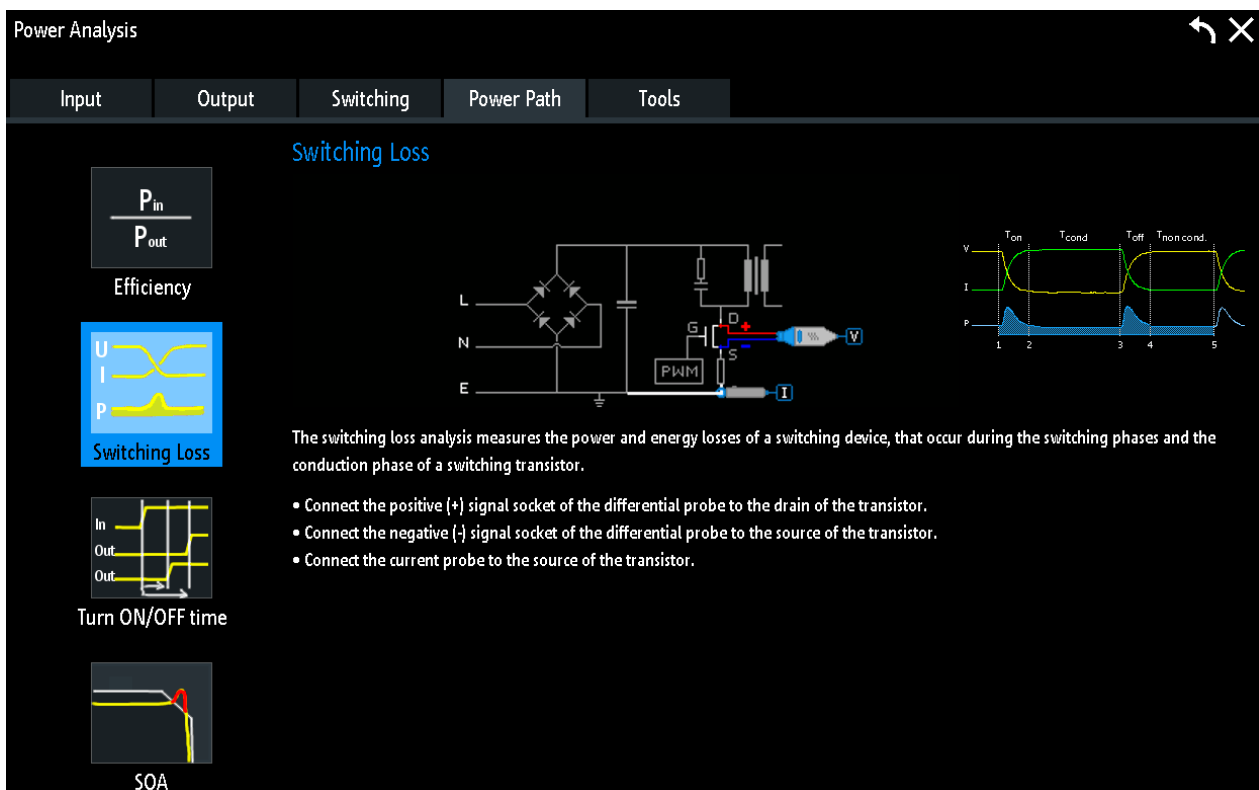 Power Analysis
Input Output Switching Power Path Tools
Switching Loss
Pin
Pout
Efficiency
U
I
P
Switching Loss
In
Out
Out
Turn ON/OFF time
SOA
L
N
E
G
D
+
-
S
PWM
V
I
Ton Tcond Toff Tnon cond.
V
I
P
1 2 3 4 5
The switching loss analysis measures the power and energy losses of a switching device, that occur during the switching phases and the
conduction phase of a switching transistor.
• Connect the positive (+) signal socket of the differential probe to the drain of the transistor.
• Connect the negative (-) signal socket of the differential probe to the source of the transistor.
• Connect the current probe to the source of the transistor.